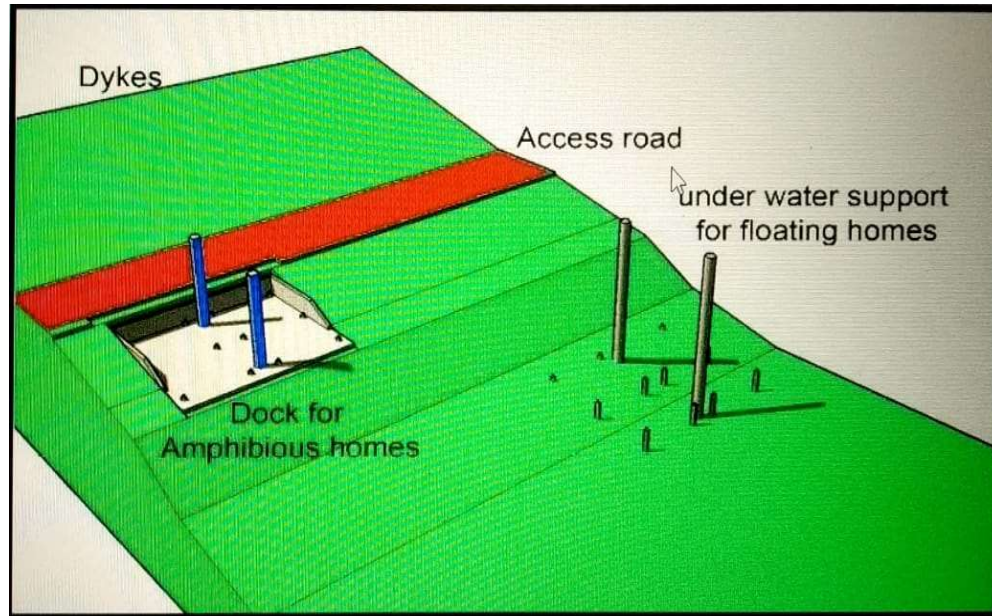 Dykes
Access road
under water support
for floating homes
Dock for
Amphibious homes